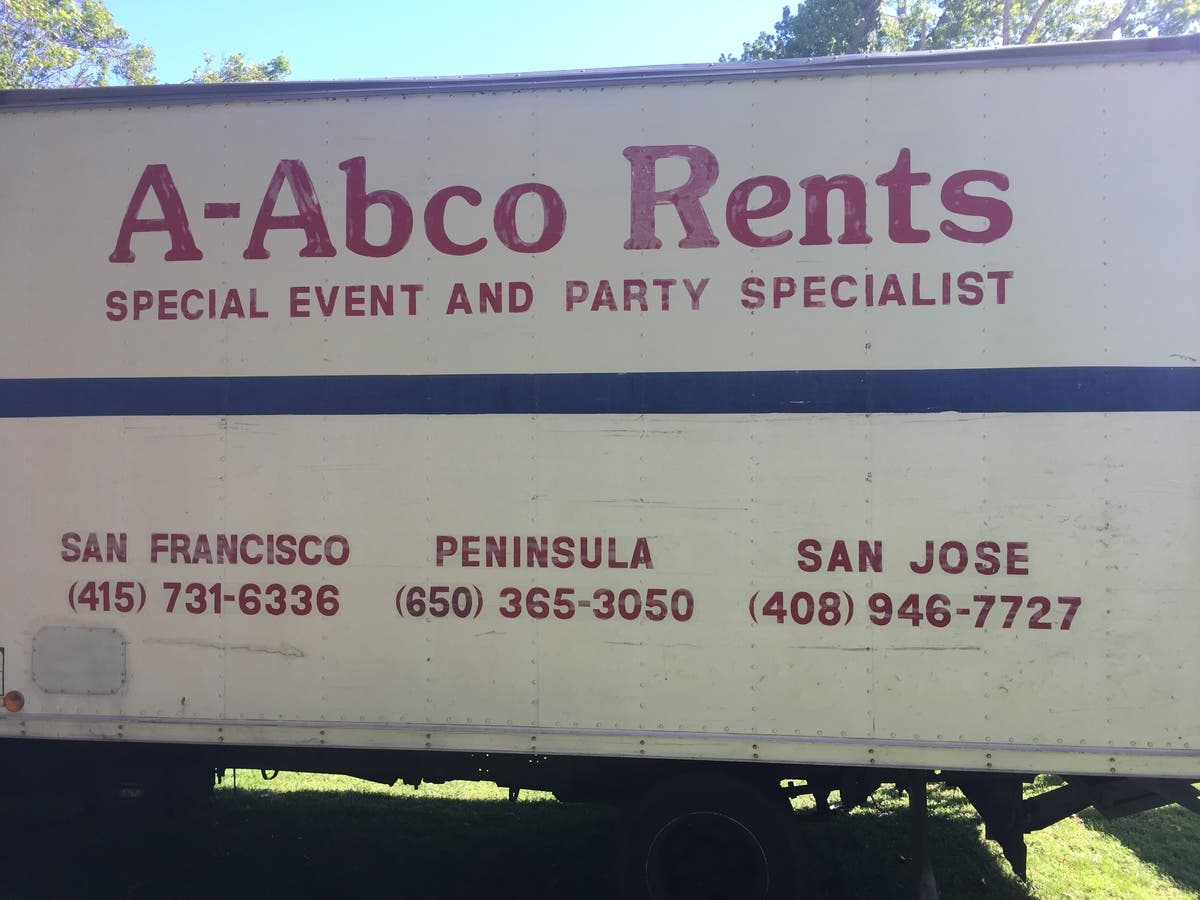 A-Abco Rents
SPECIAL EVENT AND PARTY SPECIALIST
SAN FRANCISCO PENINSULA SAN JOSE
(415) 731-6336 (650) 365-3050 (408) 946-7727